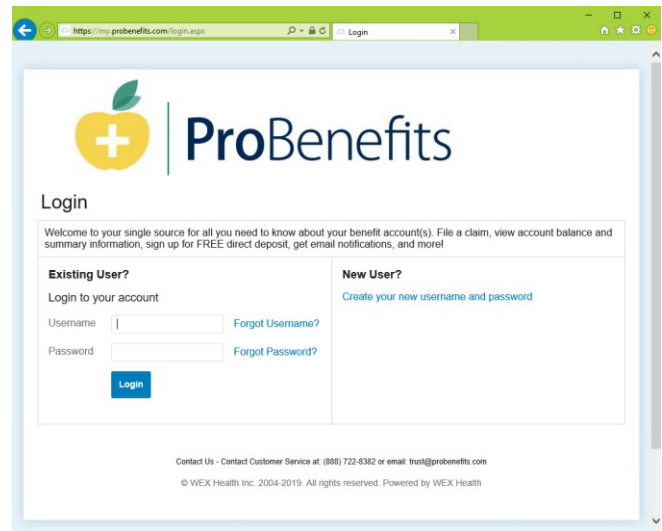 https://my.probenefits.com/login.aspx
Login
ProBenefits
Login
Welcome to your single source for all you need to know about your benefit account(s). File a claim, view account balance and
summary information, sign up for FREE direct deposit, get email notifications, and more!
Existing User?
Login to your account
Username
Forgot Username?
Password
Forgot Password?
Login
New User?
Create your new username and password
Contact Us - Contact Customer Service at: (888) 722-8382 or email: trust@probenefits.com
© WEX Health Inc. 2004-2019. All rights reserved. Powered by WEX Health